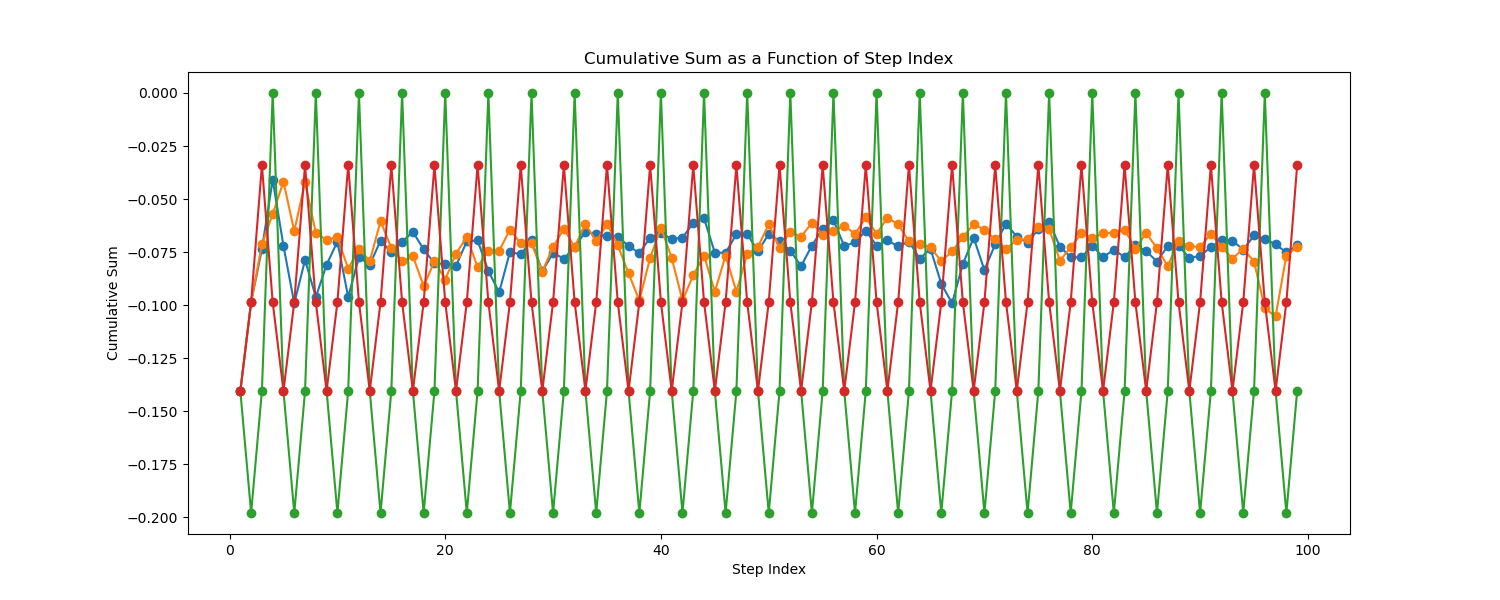 Cumulative Sum as a Function of Step Index
0.000
−0.025
−0.050
−0.075
−0.100
−0.125
−0.150
−0.175
−0.200
Cumulative Sum
0 20 40 60 80 100
Step Index